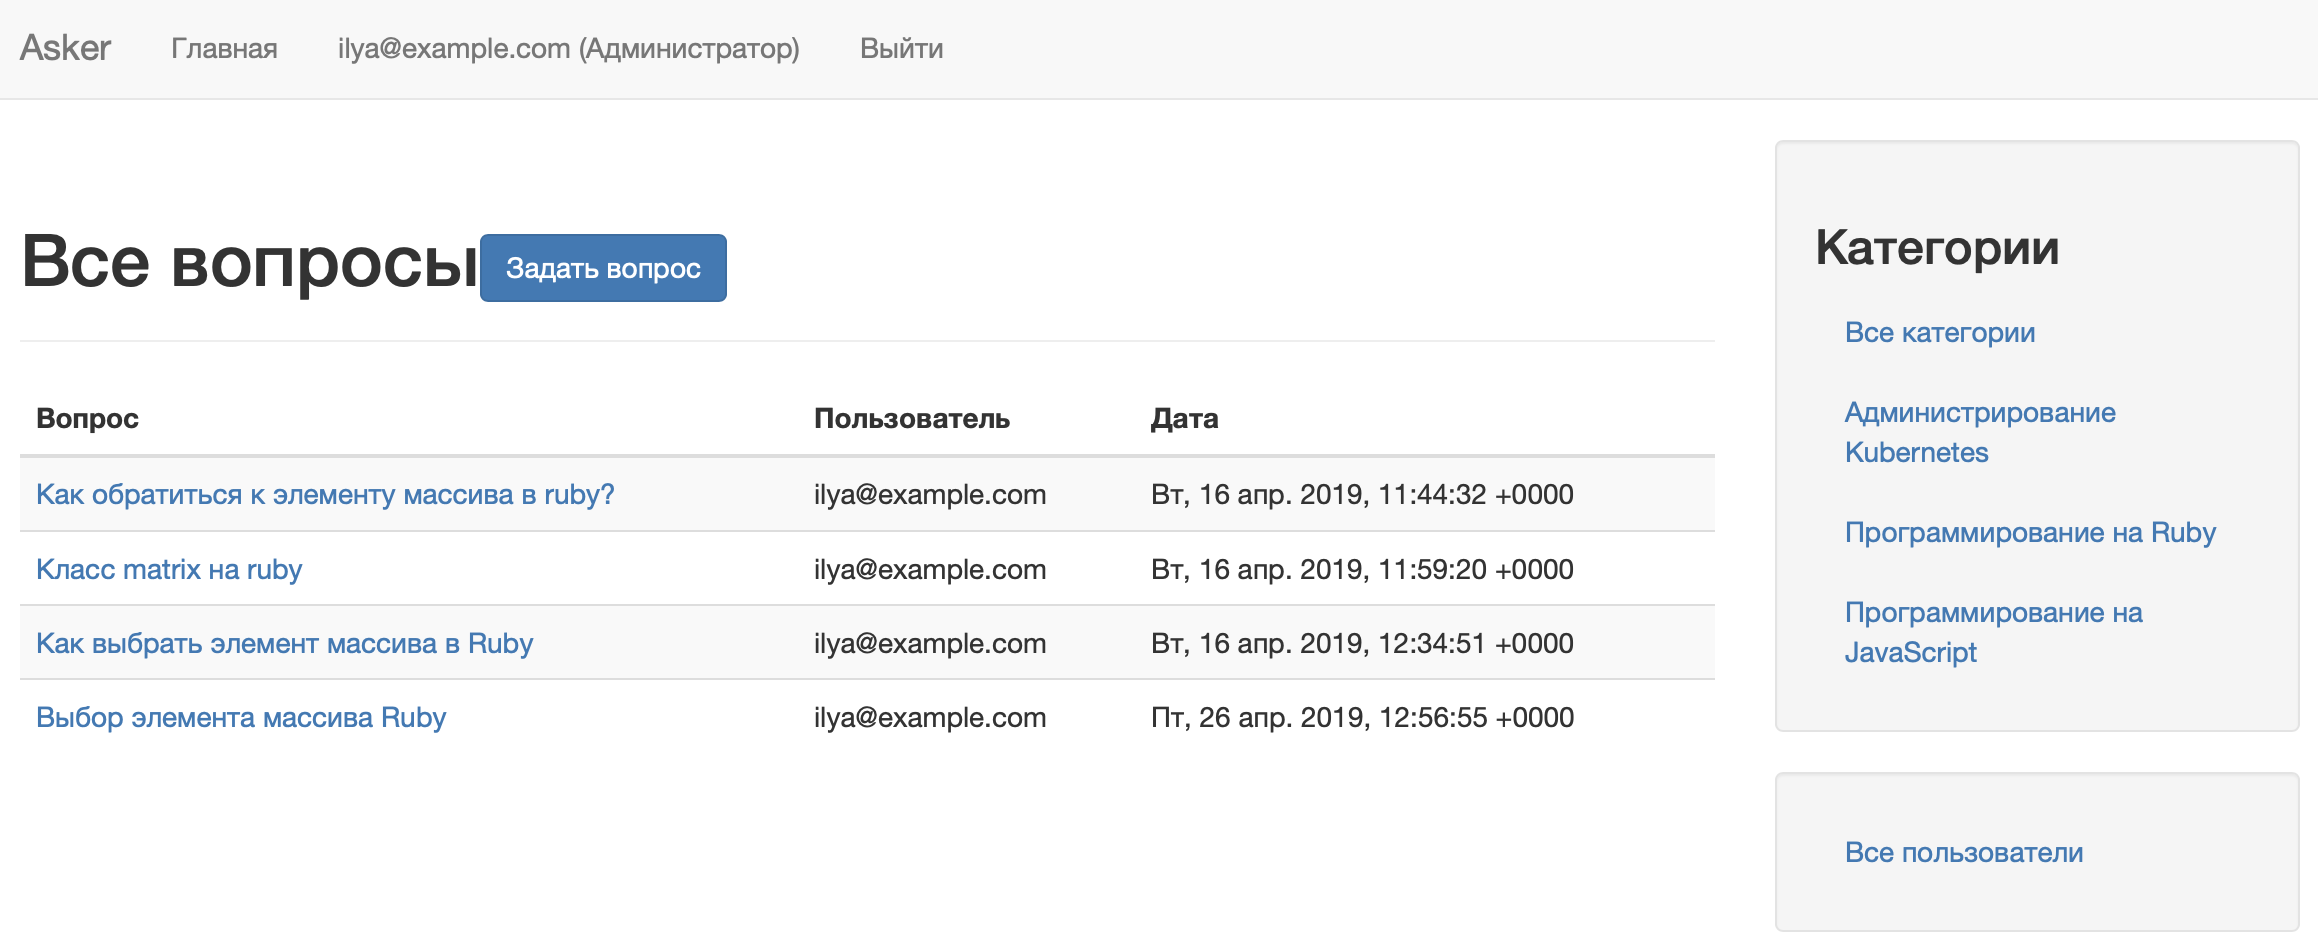 Asker Главная ilya@example.com (Администратор) Выйти
Все вопросы Задать вопрос
Вопрос Пользователь Дата
Как обратиться к элементу массива в ruby? ilya@example.com Вт, 16 апр. 2019, 11:44:32 +0000
Класс matrix на ruby ilya@example.com Вт, 16 апр. 2019, 11:59:20 +0000
Как выбрать элемент массива в Ruby ilya@example.com Вт, 16 апр. 2019, 12:34:51 +0000
Выбор элемента массива Ruby ilya@example.com Пт, 26 апр. 2019, 12:56:55 +0000
Категории
Все категории
Администрирование
Kubernetes
Программирование на Ruby
Программирование на
JavaScript
Все пользователи